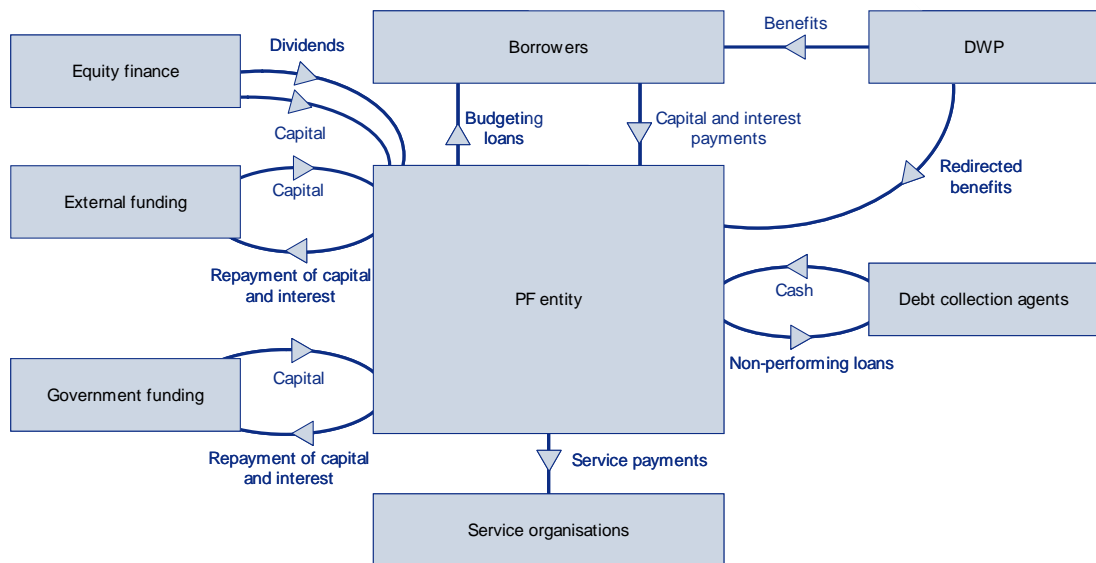 Benefits
Borrowers
DWP
Dividends
Equity finance
Budgeting
loans
Capital and interest
payments
Capital
Redirected
benefits
External funding
Capital
Repayment of capital
and interest
PF entity
Cash
Debt collection agents
Non-performing loans
Capital
Government funding
Repayment of capital
and interest
Service payments
Service organisations